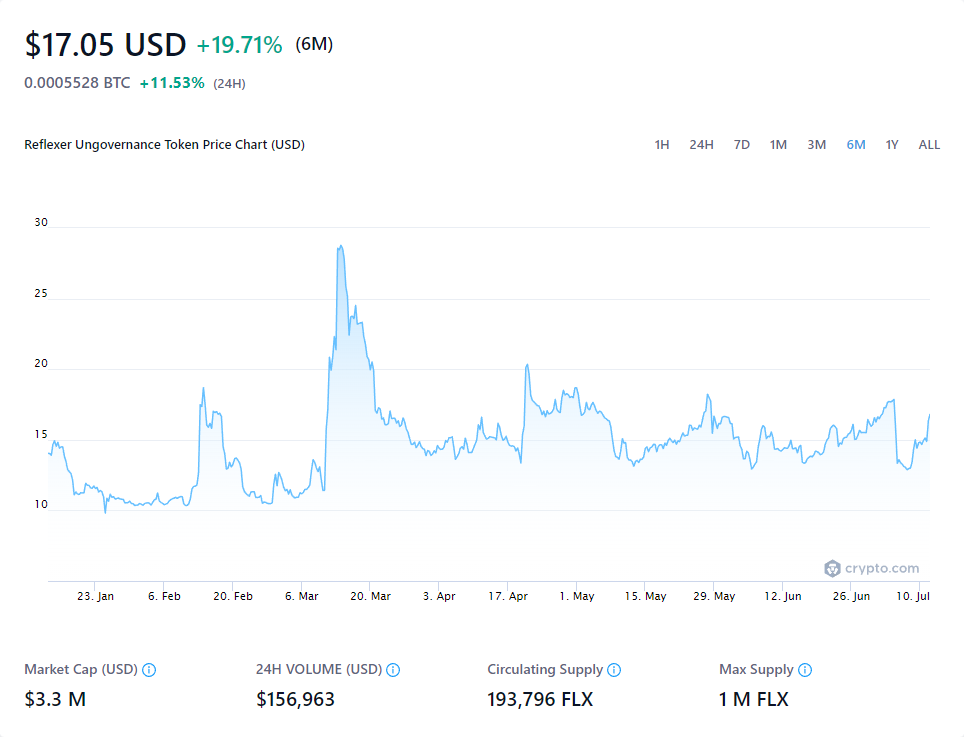 $17.05 USD +19.71% (6M)
0.0005528 BTC +11.53% (24H)
Reflexer Ungovernance Token Price Chart (USD) 1H 24H 7D 1M 3M 6M 1Y ALL
30
25
20
15
10
crypto.com
23. Jan 6. Feb 20. Feb 6. Mar 20. Mar 3. Apr 17. Apr 1. May 15. May 29. May 12. Jun 26. Jun 10. Jul
Market Cap (USD) 24H VOLUME (USD) Circulating Supply Max Supply
$3.3 M $156,963 193,796 FLX 1 M FLX